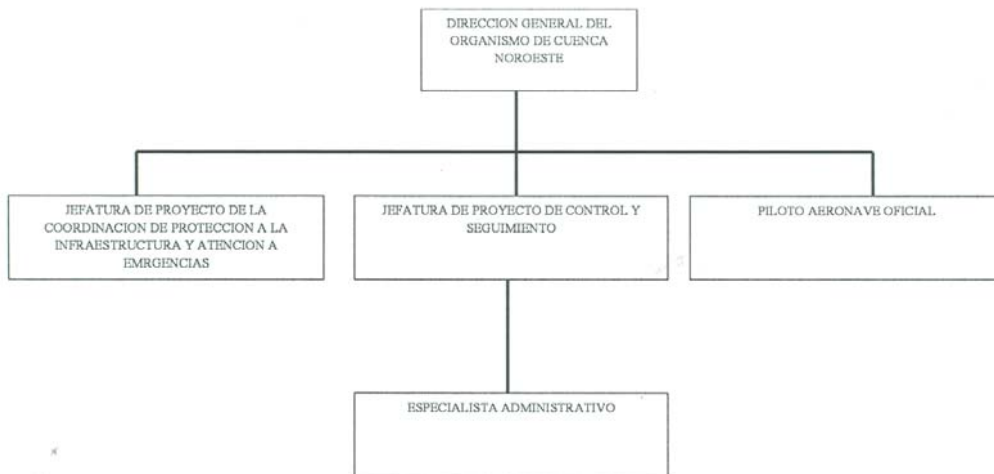 DIRECCION GENERAL DEL
ORGANISMO DE CUENCA
NOROESTE
JEFATURA DE PROYECTO DE LA
COORDINACION DE PROTECCION A LA
INFRAESTRUCTURA Y ATENCION A
EMRGENCIAS
JEFATURA DE PROYECTO DE CONTROL Y
SEGUIMIENTO
PILOTO AERONAVE OFICIAL
ESPECIALISTA ADMINISTRATIVO